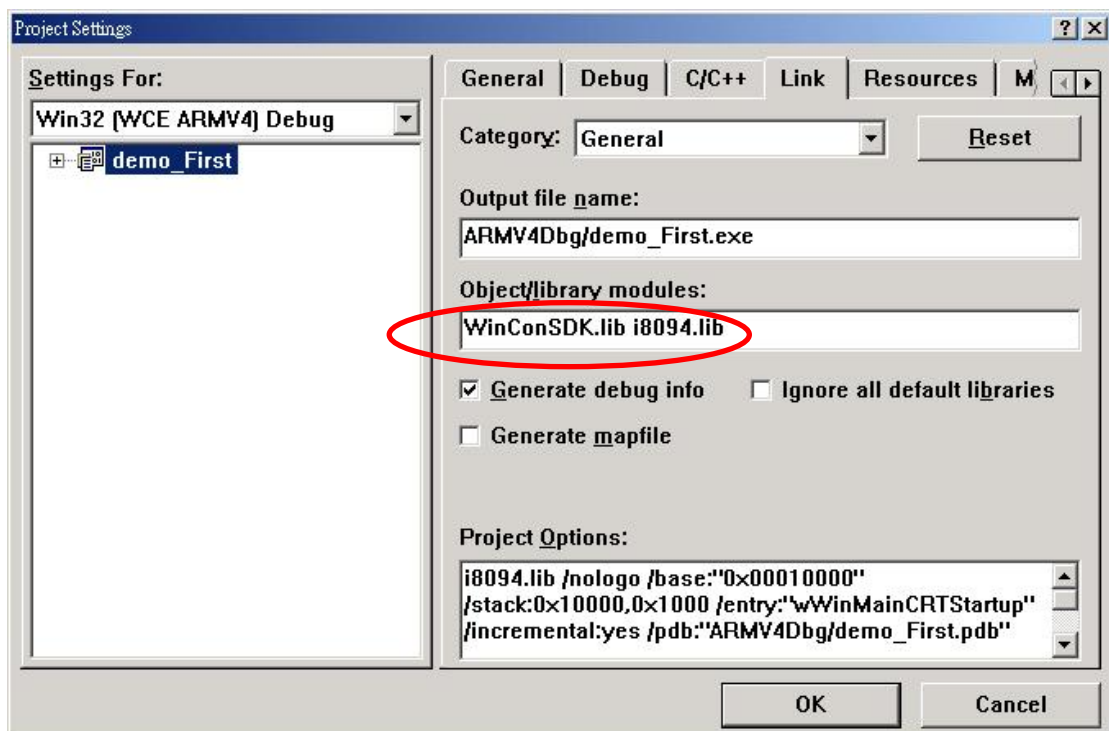 Project Settings
Settings For:
Win32 (WCE ARMV4) Debug
demo_First
General Debug C/C++ Link Resources M
Category: General Reset
Output file name:
ARMV4Dbg/demo_First.exe
Object/library modules:
WinConSDK.lib i8094.lib
Generate debug info Ignore all default libraries
Generate mapfile
Project Options:
i8094.lib /nologo /base:"0x00010000"
/stack:0x10000,0x1000 /entry:"wWinMainCRTStartup"
/incremental:yes /pdb:"ARMV4Dbg/demo_First.pdb"
OK Cancel